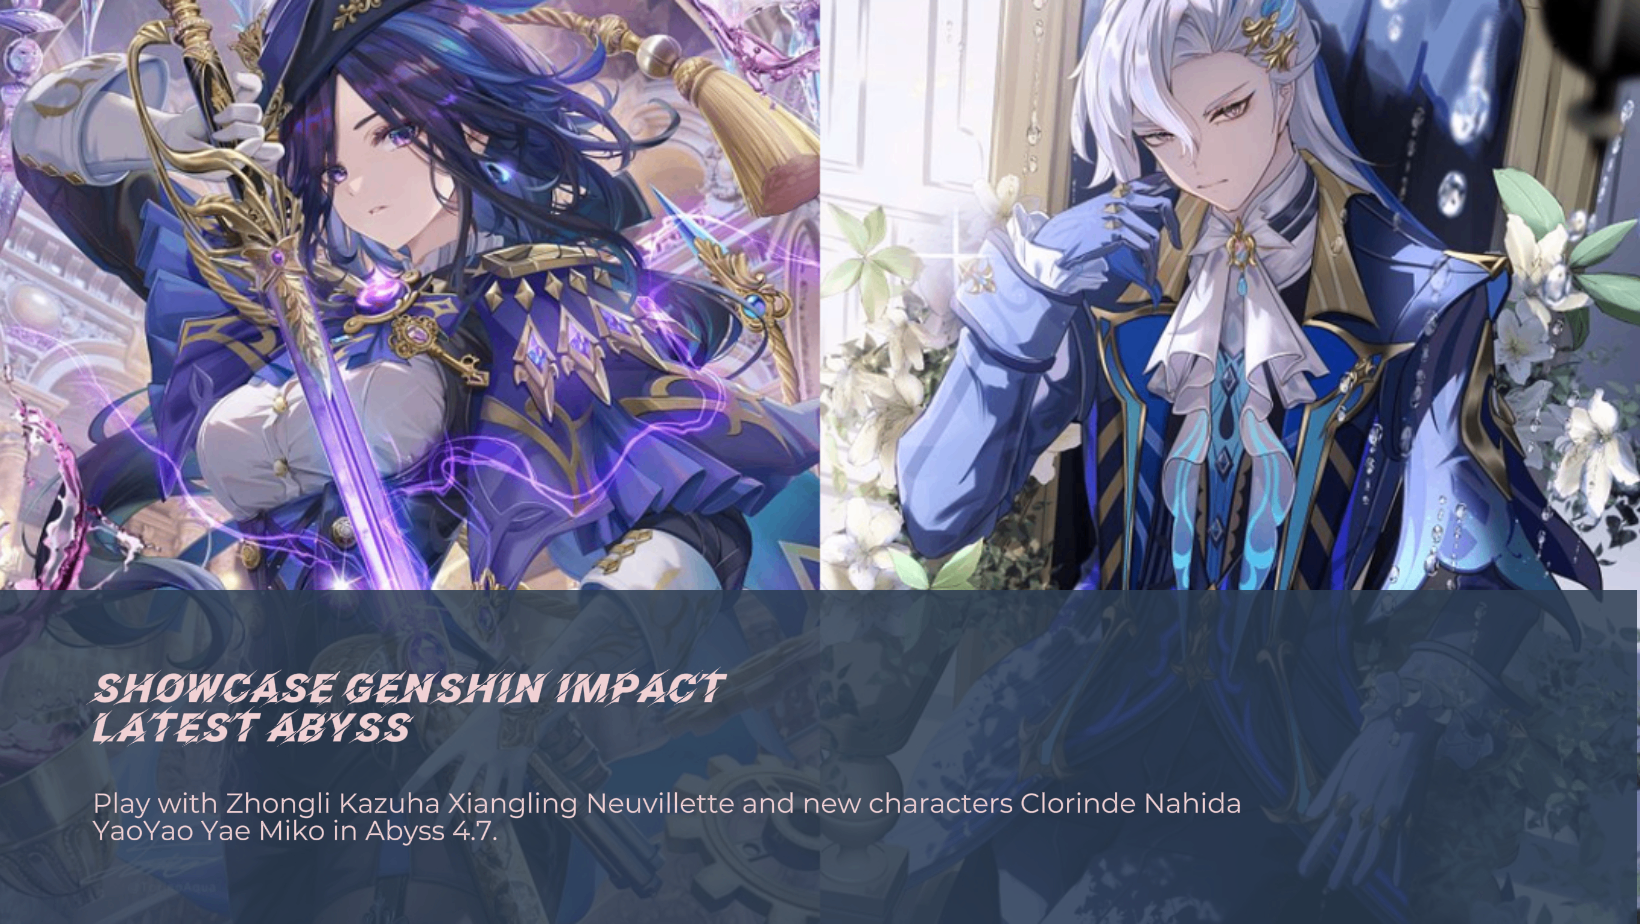 SHOWCASE GENSHIN IMPACT
LATEST ABYSS
Play with Zhongli Kazuha Xiangling Neuvillette and new characters Clorinde Nahida
YaoYao Yae Miko in Abyss 4.7.